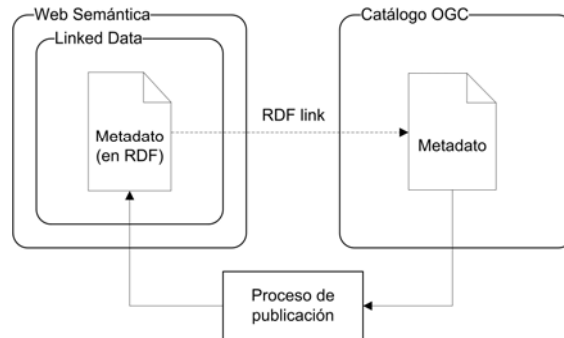 Web Semántica
Linked Data
Metadato
(en RDF)
RDF link
Catálogo OGC
Metadato
Proceso de
publicación